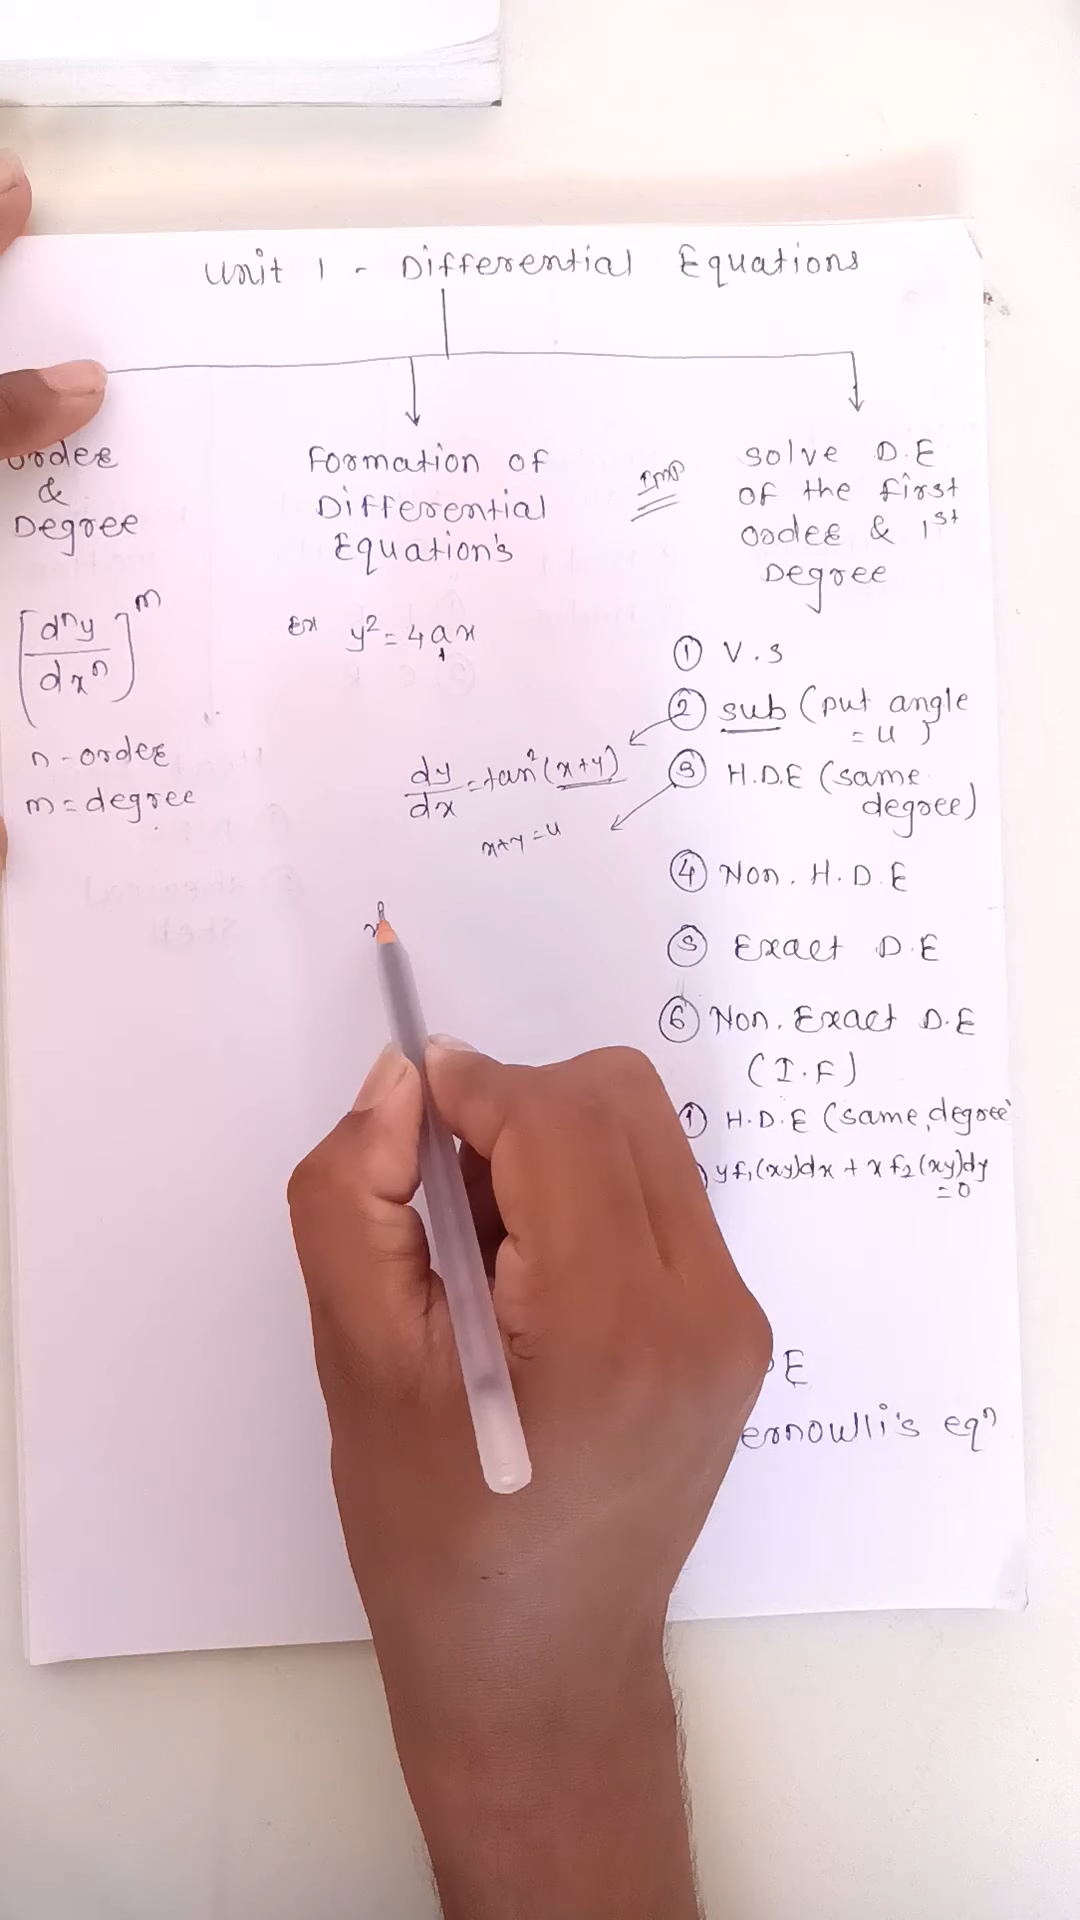 Unit 1 - Differential Equations
order
&
Degree
[dⁿy/dxⁿ]ᵐ
n - order
m = degree
Formation of
Differential
Equation's
Ex y² = 4ax
dy/dx = tan²(x+y)
x+y = u
Imp
solve D.E
of the first
order & 1st
Degree
① V.S
② sub (put angle
= u)
③ H.D.E (same
degree)
④ Non. H.D.E
⑤ Exact D.E
⑥ Non. Exact D.E
(I.F)
① H.D.E (same degree
yf₁(xy)dx + xf₂(xy)dy
= 0
DE
ernowlli's eqⁿ